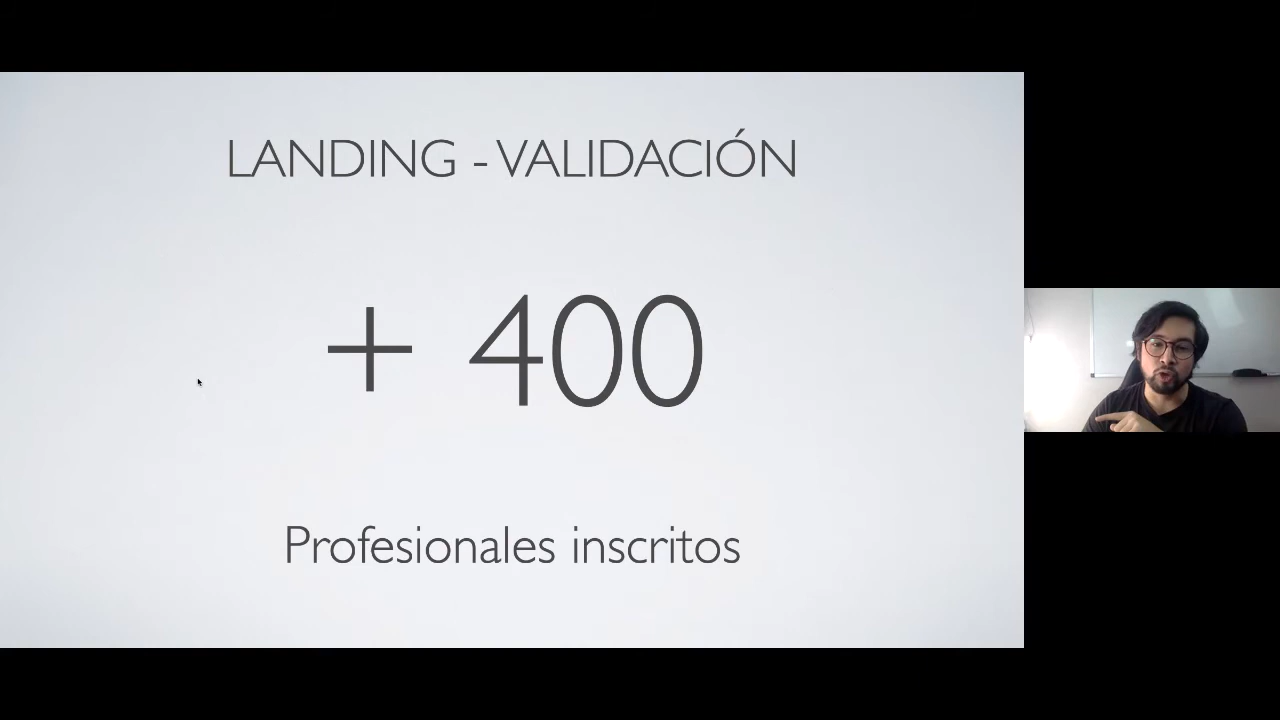 LANDING - VALIDACIÓN
+ 400
Profesionales inscritos